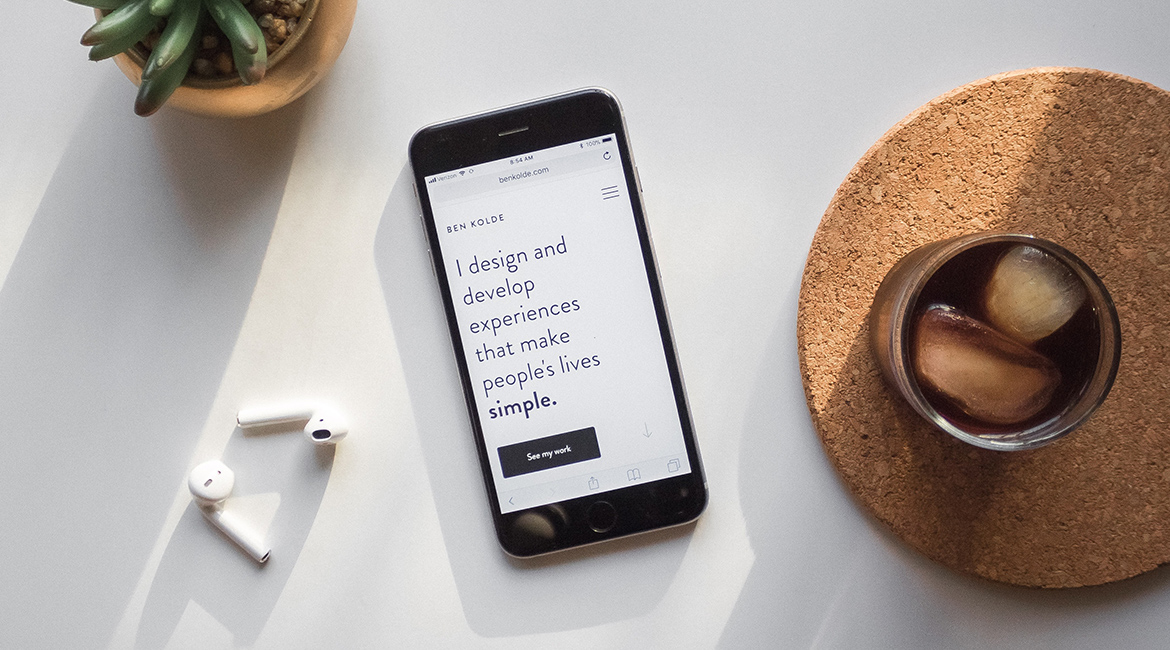 verizon 8:54 AM 100%
benkolde.com
BEN KOLDE
I design and
develop
experiences
that make
people's lives
simple.
See my work